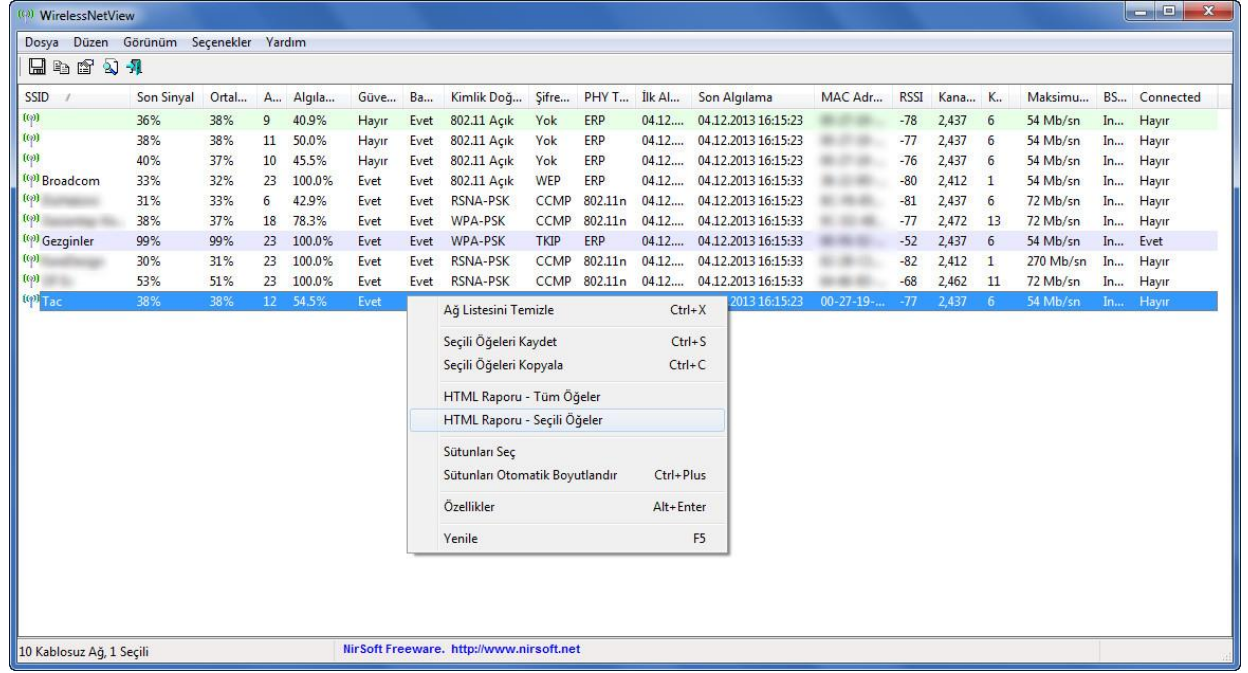 WirelessNetView
Dosya Düzen Görünüm Seçenekler Yardım
SSID / Son Sinyal Ortal... A... Algıla... Güve... Ba... Kimlik Doğ... Şifre... PHY T... İlk Al... Son Algılama MAC Adr... RSSI Kana... K.. Maksimu... BS... Connected
36% 38% 9 40.9% Hayır Evet 802.11 Açık Yok ERP 04.12.... 04.12.2013 16:15:23 -78 2,437 6 54 Mb/sn In... Hayır
38% 38% 11 50.0% Hayır Evet 802.11 Açık Yok ERP 04.12.... 04.12.2013 16:15:23 -77 2,437 6 54 Mb/sn In... Hayır
40% 37% 10 45.5% Hayır Evet 802.11 Açık Yok ERP 04.12.... 04.12.2013 16:15:23 -76 2,437 6 54 Mb/sn In... Hayır
Broadcom 33% 32% 23 100.0% Evet Evet 802.11 Açık WEP ERP 04.12.... 04.12.2013 16:15:33 -80 2,412 1 54 Mb/sn In... Hayır
31% 33% 6 42.9% Evet Evet RSNA-PSK CCMP 802.11n 04.12.... 04.12.2013 16:15:23 -81 2,437 6 72 Mb/sn In... Hayır
38% 37% 18 78.3% Evet Evet WPA-PSK CCMP 802.11n 04.12.... 04.12.2013 16:15:33 -77 2,472 13 72 Mb/sn In... Hayır
Gezginler 99% 99% 23 100.0% Evet Evet WPA-PSK TKIP ERP 04.12.... 04.12.2013 16:15:33 -52 2,437 6 54 Mb/sn In... Evet
30% 31% 23 100.0% Evet Evet RSNA-PSK CCMP 802.11n 04.12.... 04.12.2013 16:15:33 -82 2,412 1 270 Mb/sn In... Hayır
53% 51% 23 100.0% Evet Evet RSNA-PSK CCMP 802.11n 04.12.... 04.12.2013 16:15:33 -68 2,462 11 72 Mb/sn In... Hayır
Tac 38% 38% 12 54.5% Evet 2013 16:15:23 00-27-19-... -77 2,437 6 54 Mb/sn In... Hayır
Ağ Listesini Temizle Ctrl+X
Seçili Öğeleri Kaydet Ctrl+S
Seçili Öğeleri Kopyala Ctrl+C
HTML Raporu - Tüm Öğeler
HTML Raporu - Seçili Öğeler
Sütunları Seç
Sütunları Otomatik Boyutlandır Ctrl+Plus
Özellikler Alt+Enter
Yenile F5
10 Kablosuz Ağ, 1 Seçili NirSoft Freeware. http://www.nirsoft.net